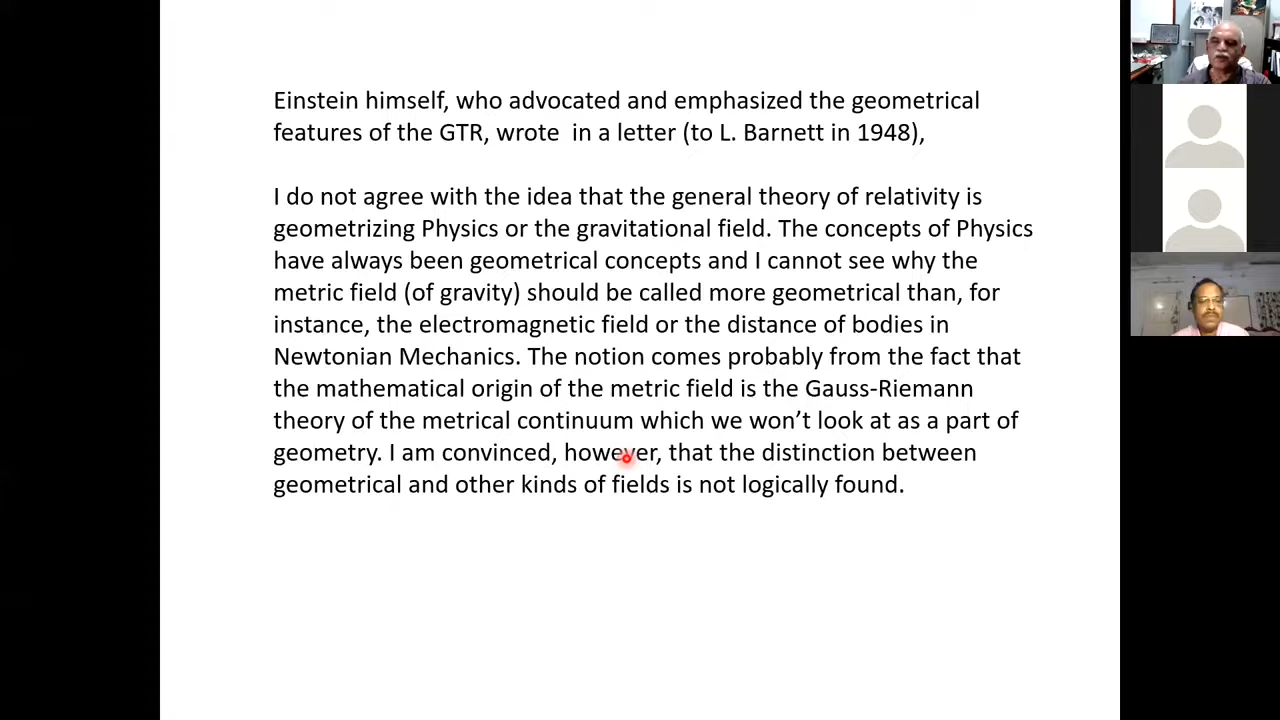 Einstein himself, who advocated and emphasized the geometrical
features of the GTR, wrote in a letter (to L. Barnett in 1948),
I do not agree with the idea that the general theory of relativity is
geometrizing Physics or the gravitational field. The concepts of Physics
have always been geometrical concepts and I cannot see why the
metric field (of gravity) should be called more geometrical than, for
instance, the electromagnetic field or the distance of bodies in
Newtonian Mechanics. The notion comes probably from the fact that
the mathematical origin of the metric field is the Gauss-Riemann
theory of the metrical continuum which we won’t look at as a part of
geometry. I am convinced, however, that the distinction between
geometrical and other kinds of fields is not logically found.